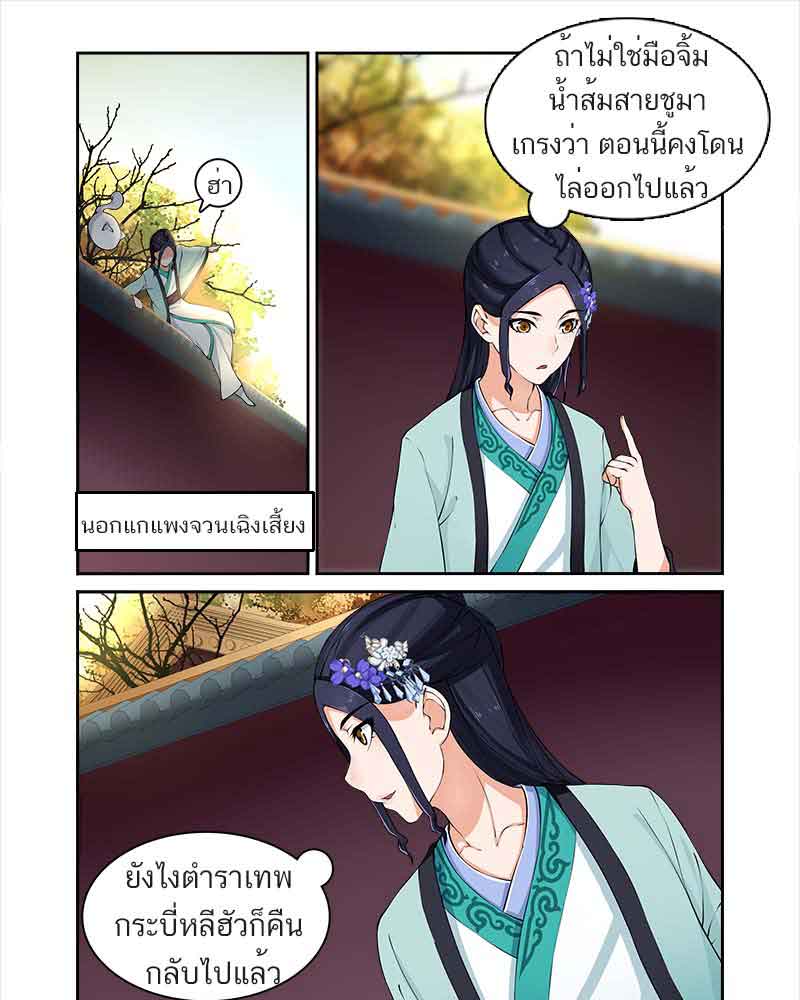 ฮ่า
นอกแกแพงจวนเฉิงเสี้ยง
ถ้าไม่ใช่มือจิ้ม
น้ำส้มสายชูมา
เกรงว่า ตอนนี้คงโดน
ไล่ออกไปแล้ว
ยังไงตำราเทพ
กระบี่หลีฮัวก็คืน
กลับไปแล้ว